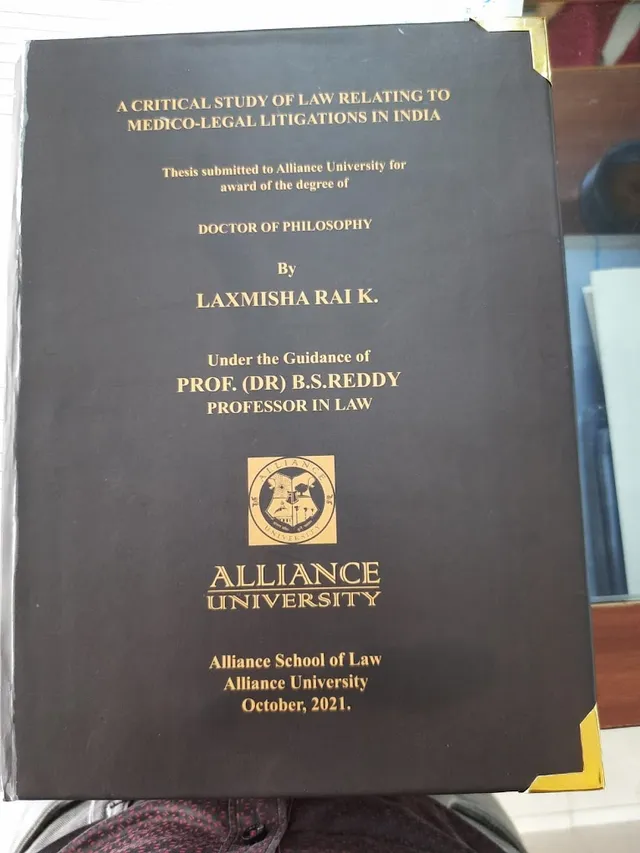 A CRITICAL STUDY OF LAW RELATING TO
MEDICO-LEGAL LITIGATIONS IN INDIA
Thesis submitted to Alliance University for
award of the degree of
DOCTOR OF PHILOSOPHY
By
LAXMISHA RAI K.
Under the Guidance of
PROF. (DR) B.S.REDDY
PROFESSOR IN LAW
ALLIANCE
UNIVERSITY
ALLIANCE
UNIVERSITY
Alliance School of Law
Alliance University
October, 2021.